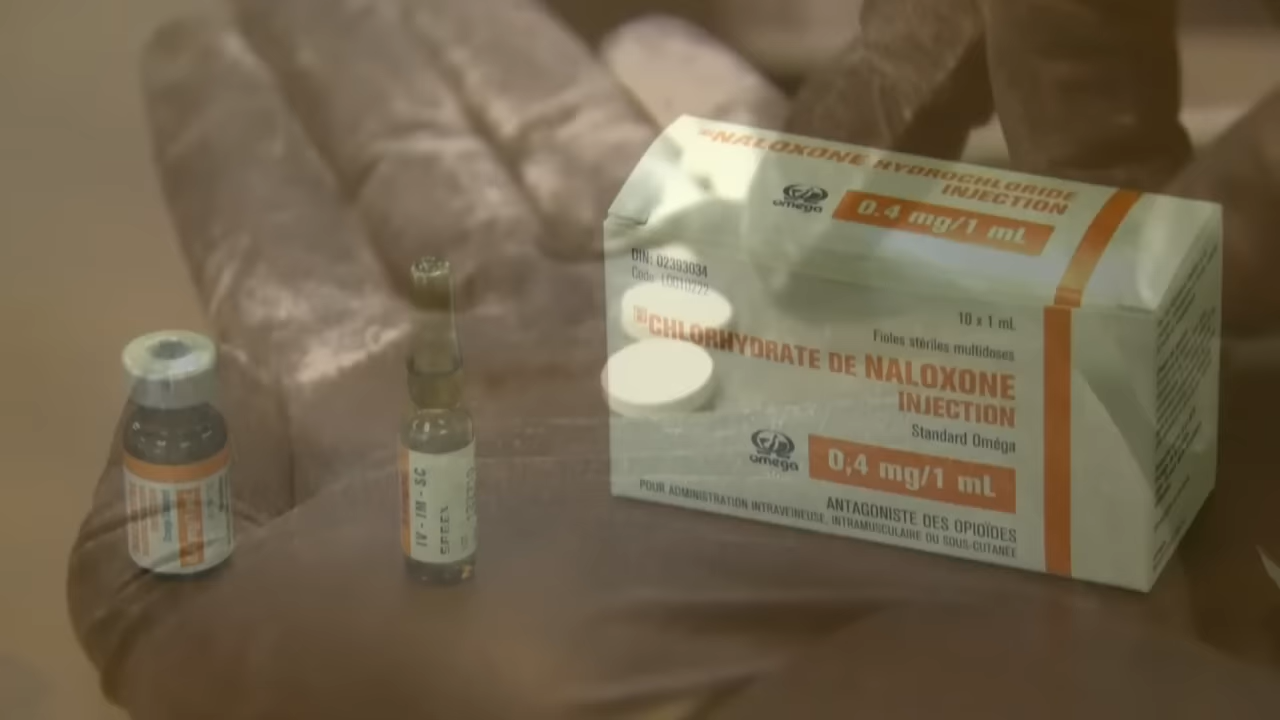 NALOXONE HYDROCHLORIDE
INJECTION
omega
0.4 mg/1 mL
DIN: 02393034
Code: L0010222
10 x 1 mL
Fioles stériles multidoses
CHLORHYDRATE DE NALOXONE
INJECTION
Standard Oméga
omega
0,4 mg/1 mL
ANTAGONISTE DES OPIOÏDES
POUR ADMINISTRATION INTRAVEINEUSE, INTRAMUSCULAIRE OU SOUS-CUTANÉE
IV - IM - SC